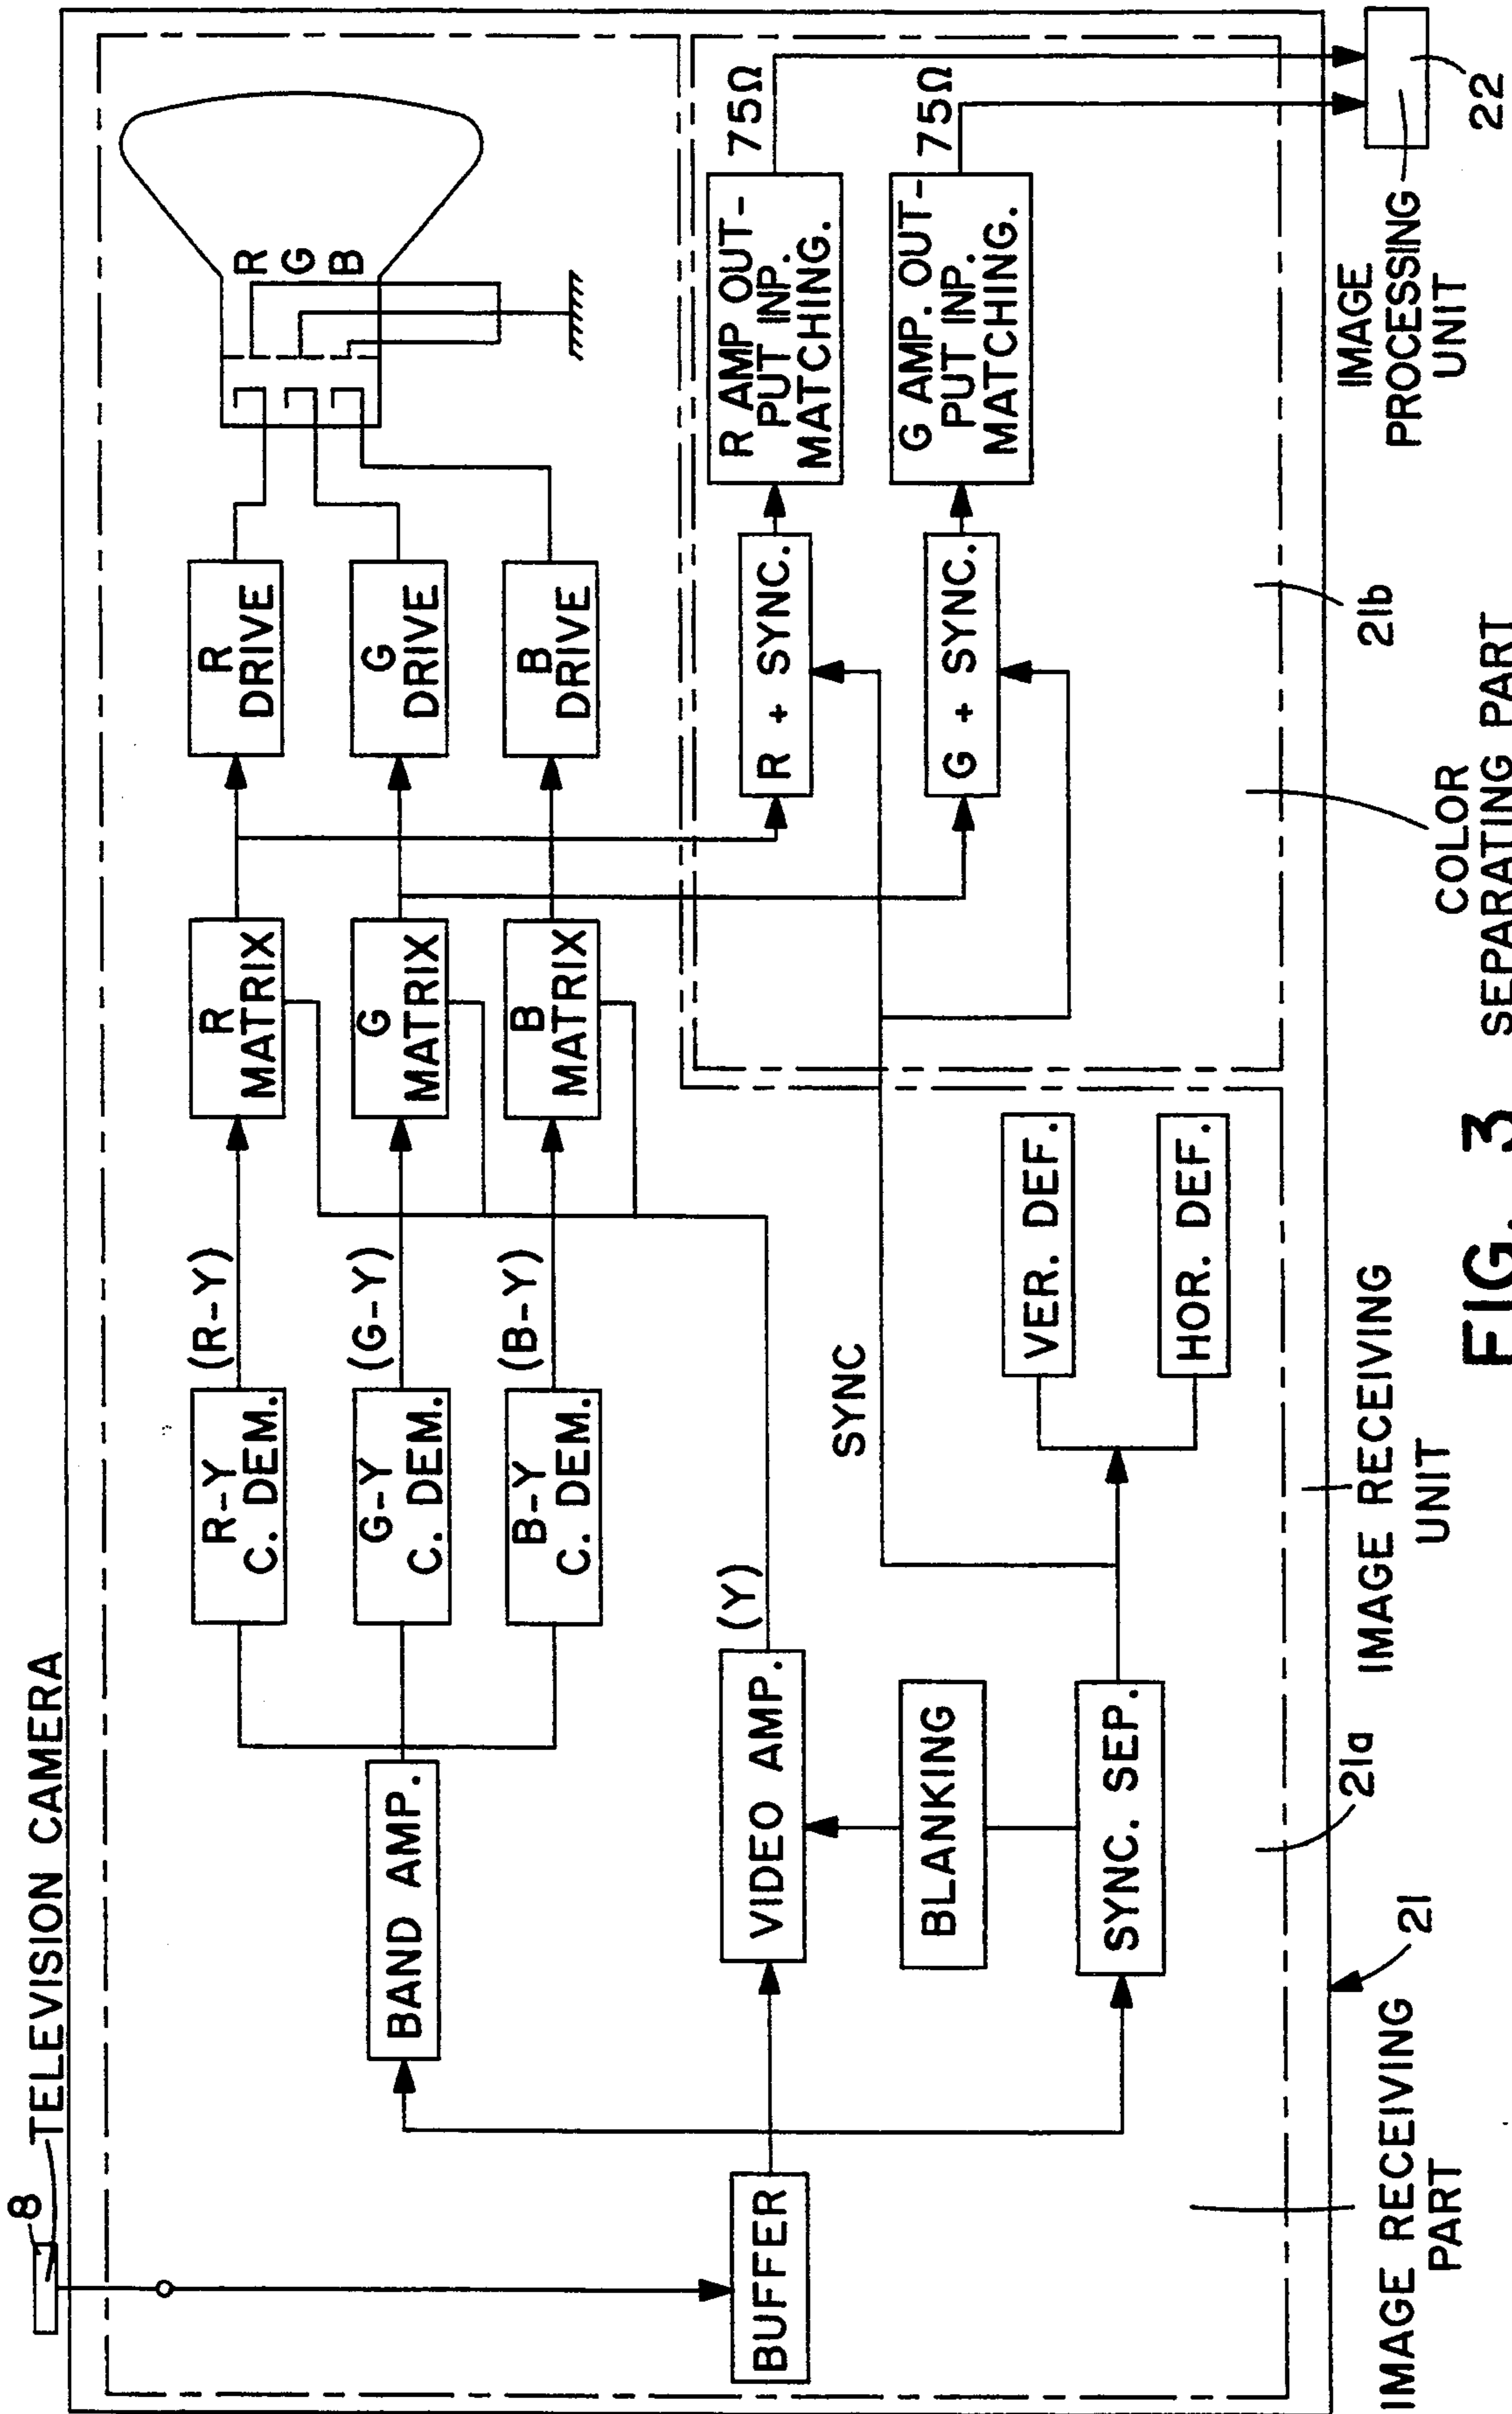 8
TELEVISION CAMERA
BUFFER
BAND AMP.
VIDEO AMP.
BLANKING
SYNC. SEP.
R-Y
C. DEM.
G-Y
C. DEM.
B-Y
C. DEM.
(R-Y)
(G-Y)
(B-Y)
(Y)
SYNC
VER. DEF.
HOR. DEF.
R
MATRIX
G
MATRIX
B
MATRIX
R
DRIVE
G
DRIVE
B
DRIVE
R
G
B
R + SYNC.
G + SYNC.
R AMP OUT-
PUT INP.
MATCHING.
G AMP. OUT-
PUT INP.
MATCHING.
75Ω
75Ω
IMAGE RECEIVING
PART
21
21a
IMAGE RECEIVING
UNIT
COLOR
SEPARATING PART
21b
IMAGE
PROCESSING
UNIT
22
FIG. 3